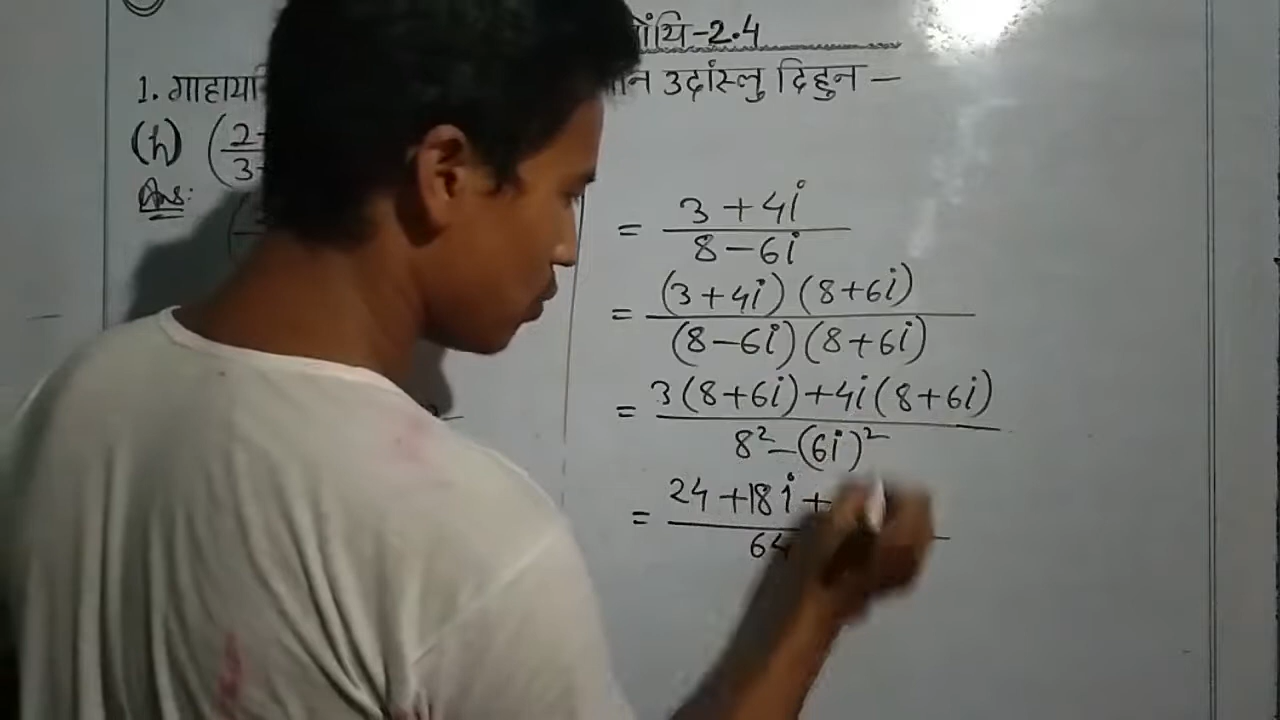 -2.4
1. उदांस्लु दिहुन —
(h) (2
3
Ans:
= 3 + 4i
8 - 6i
= (3 + 4i) (8 + 6i)
(8 - 6i) (8 + 6i)
= 3 (8 + 6i) + 4i (8 + 6i)
8² - (6i)²
= 24 + 18i +
64